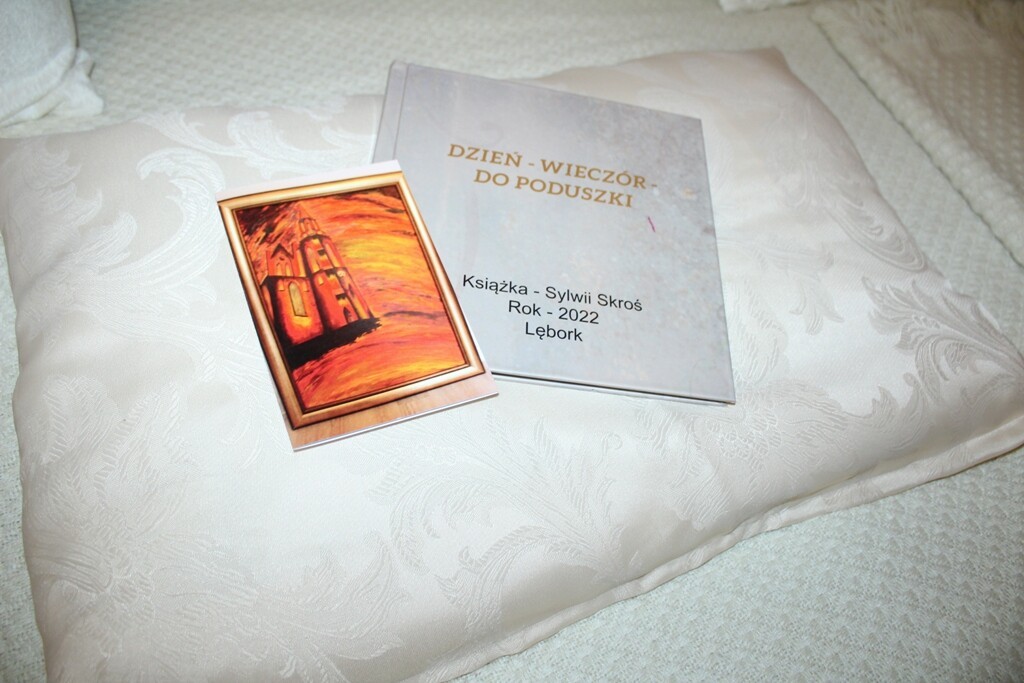 DZIEŃ - WIECZÓR -
DO PODUSZKI
Książka - Sylwii Skroś
Rok - 2022
Lębork